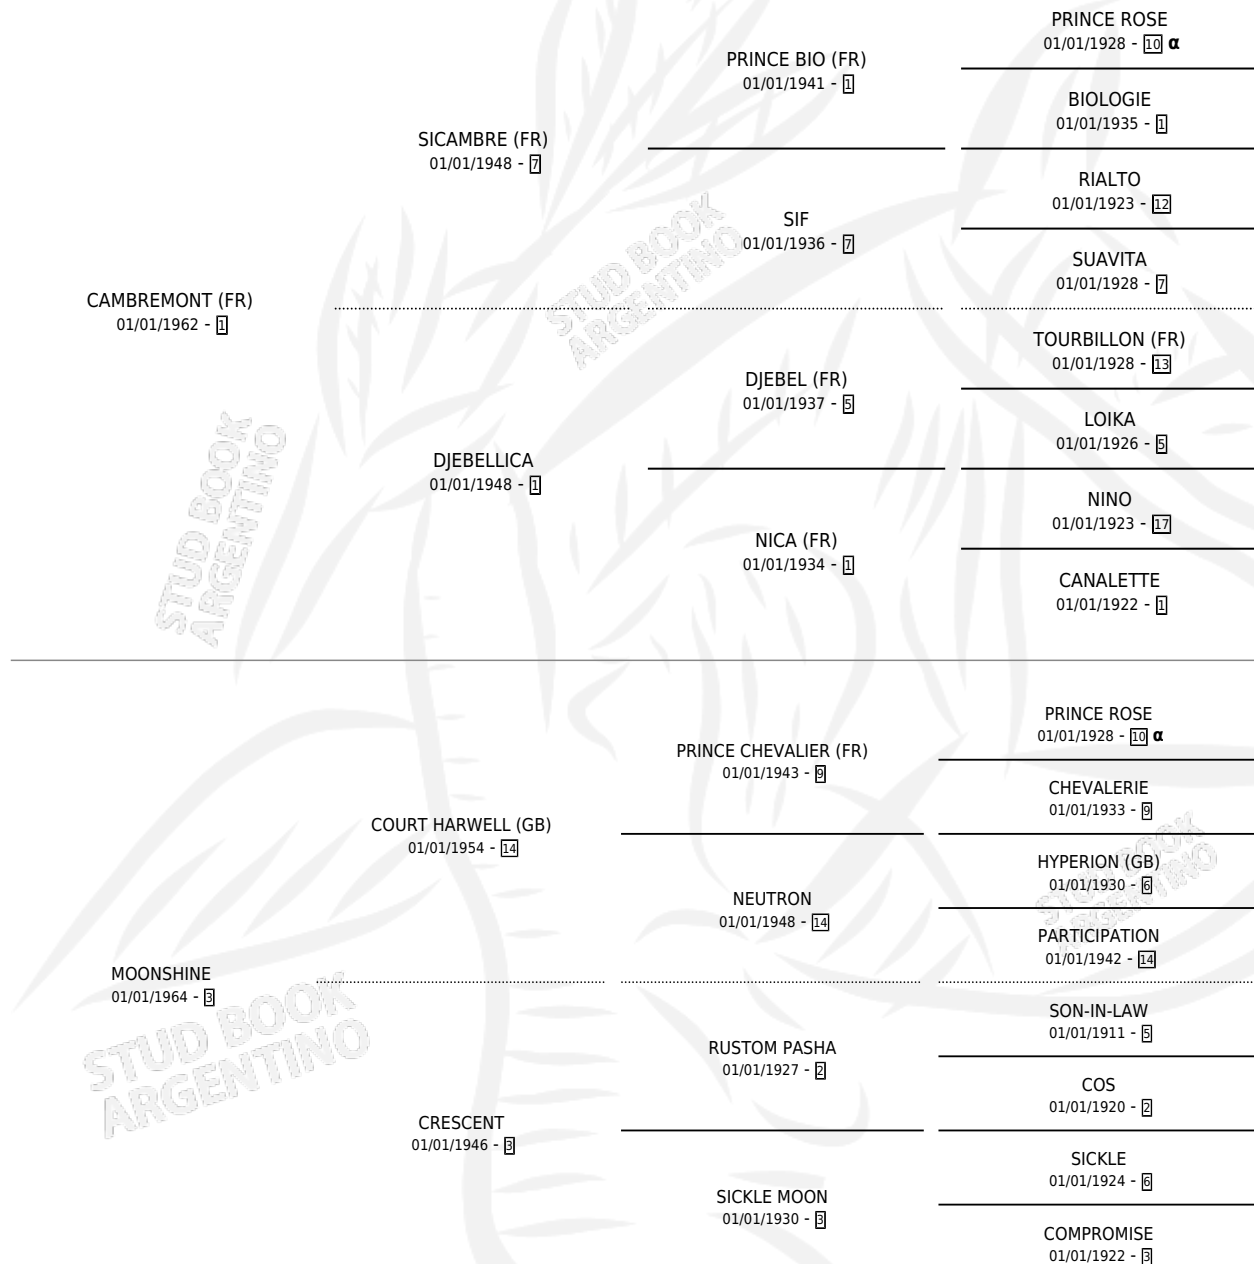 PRINCE ROSE
01/01/1928 - 10 α
PRINCE BIO (FR)
01/01/1941 - 1
BIOLOGIE
01/01/1935 - 1
SICAMBRE (FR)
01/01/1948 - 7
RIALTO
01/01/1923 - 12
SIF
01/01/1936 - 7
SUAVITA
01/01/1928 - 7
STUD BOOK
ARGENTINO
CAMBREMONT (FR)
01/01/1962 - 1
TOURBILLON (FR)
01/01/1928 - 13
DJEBEL (FR)
01/01/1937 - 5
LOIKA
01/01/1926 - 5
DJEBELLICA
01/01/1948 - 1
NINO
01/01/1923 - 17
NICA (FR)
01/01/1934 - 1
CANALETTE
01/01/1922 - 1
STUD BOOK
ARGENTINO
PRINCE ROSE
01/01/1928 - 10 α
PRINCE CHEVALIER (FR)
01/01/1943 - 9
CHEVALERIE
01/01/1933 - 9
COURT HARWELL (GB)
01/01/1954 - 14
HYPERION (GB)
01/01/1930 - 6
NEUTRON
01/01/1948 - 14
PARTICIPATION
01/01/1942 - 14
STUD BOOK
ARGENTINO
MOONSHINE
01/01/1964 - 3
SON-IN-LAW
01/01/1911 - 5
RUSTOM PASHA
01/01/1927 - 2
COS
01/01/1920 - 2
STUD BOOK
ARGENTINO
CRESCENT
01/01/1946 - 3
SICKLE
01/01/1924 - 6
SICKLE MOON
01/01/1930 - 3
COMPROMISE
01/01/1922 - 3